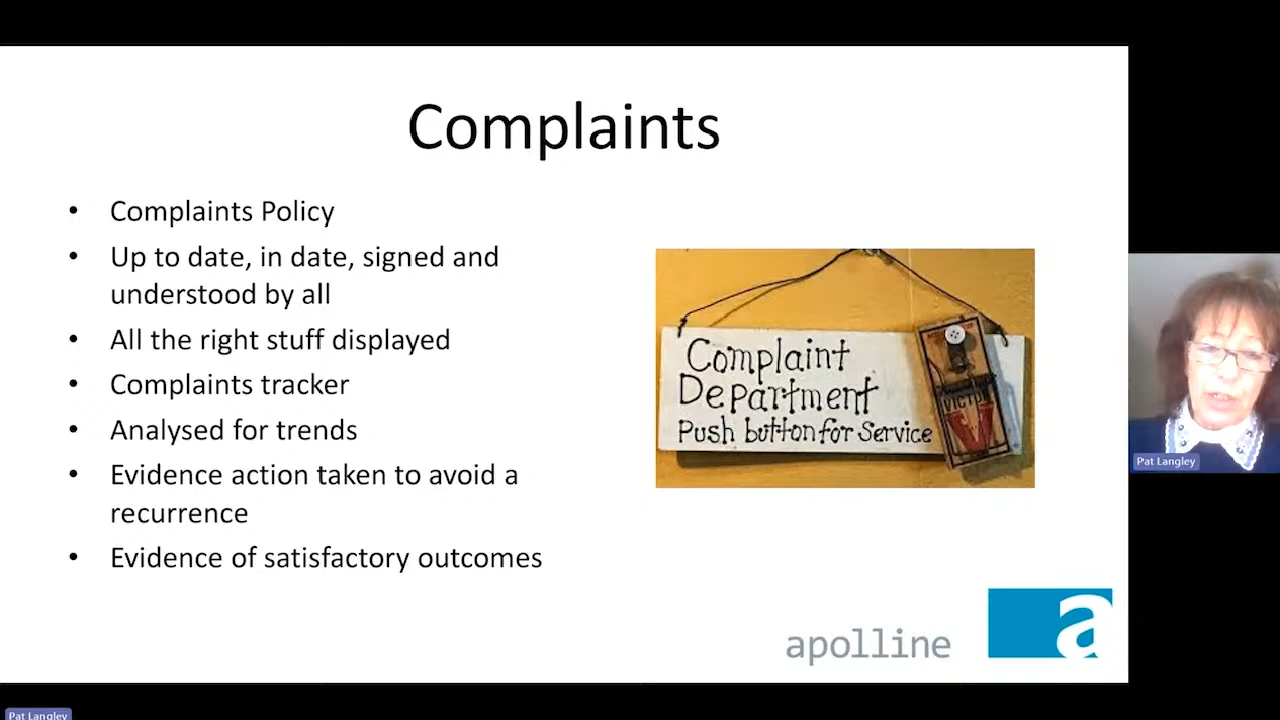 Complaints
• Complaints Policy
• Up to date, in date, signed and
understood by all
• All the right stuff displayed
• Complaints tracker
• Analysed for trends
• Evidence action taken to avoid a
recurrence
• Evidence of satisfactory outcomes
Complaint
Department
Push button for Service
VICTOR
apolline
a
Pat Langley
Pat Langley